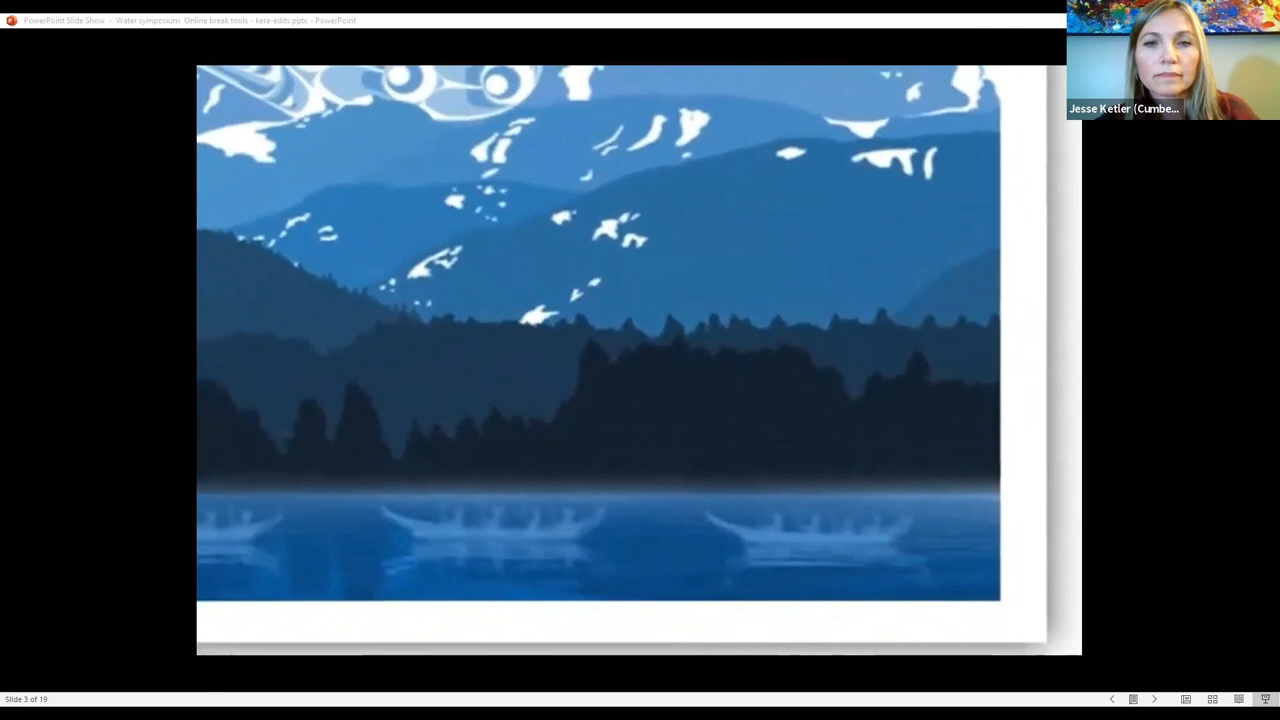 PowerPoint Slide Show - Water symposium Online break tools - kera-edits.pptx - PowerPoint
Jesse Ketler (Cumbe...
Slide 3 of 19